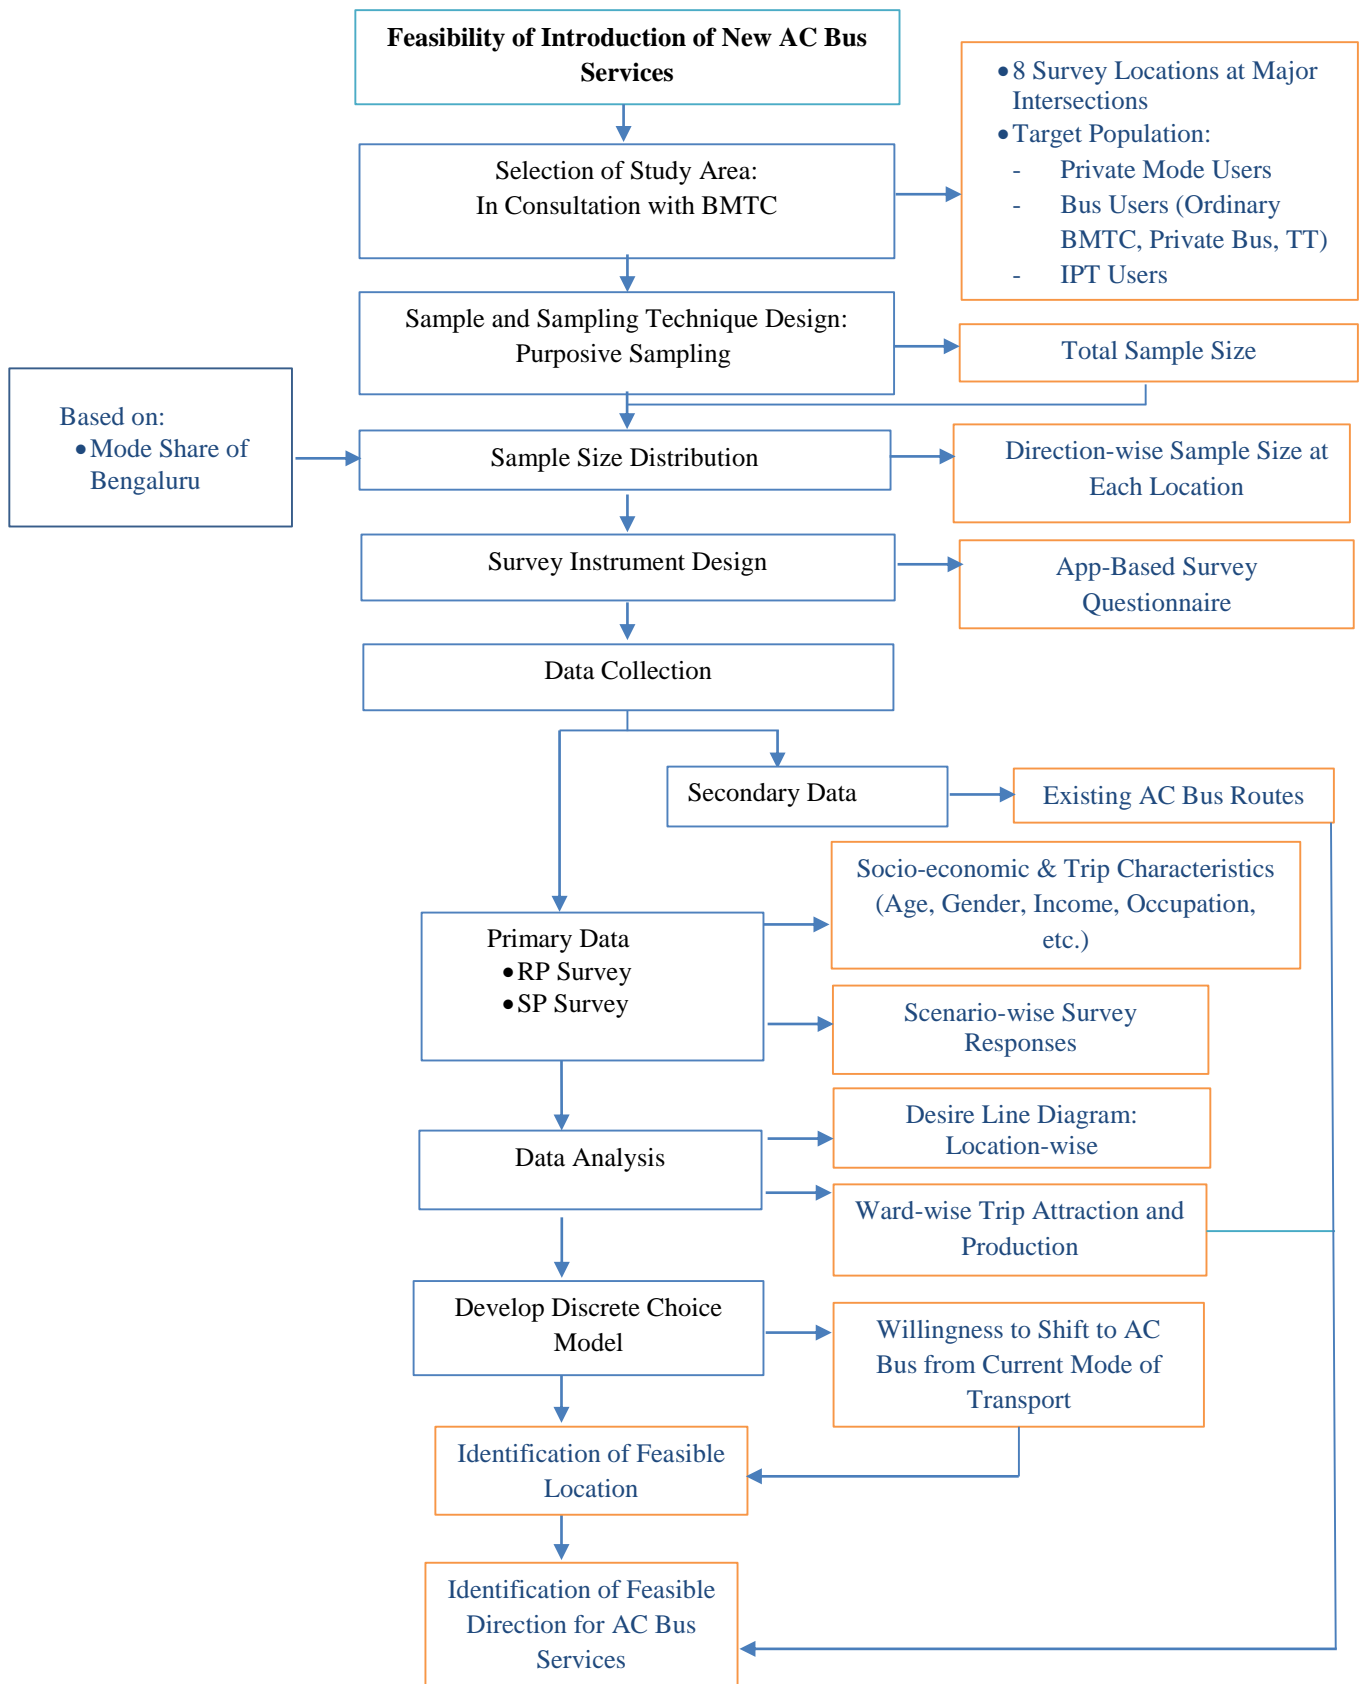 Feasibility of Introduction of New AC Bus
Services
•8 Survey Locations at Major
Intersections
•Target Population:
- Private Mode Users
- Bus Users (Ordinary
BMTC, Private Bus, TT)
- IPT Users
Selection of Study Area:
In Consultation with BMTC
Sample and Sampling Technique Design:
Purposive Sampling
Total Sample Size
Based on:
•Mode Share of
Bengaluru
Sample Size Distribution
Direction-wise Sample Size at
Each Location
Survey Instrument Design
App-Based Survey
Questionnaire
Data Collection
Secondary Data
Existing AC Bus Routes
Socio-economic & Trip Characteristics
(Age, Gender, Income, Occupation,
etc.)
Primary Data
•RP Survey
•SP Survey
Scenario-wise Survey
Responses
Desire Line Diagram:
Location-wise
Data Analysis
Ward-wise Trip Attraction and
Production
Develop Discrete Choice
Model
Willingness to Shift to AC
Bus from Current Mode of
Transport
Identification of Feasible
Location
Identification of Feasible
Direction for AC Bus
Services